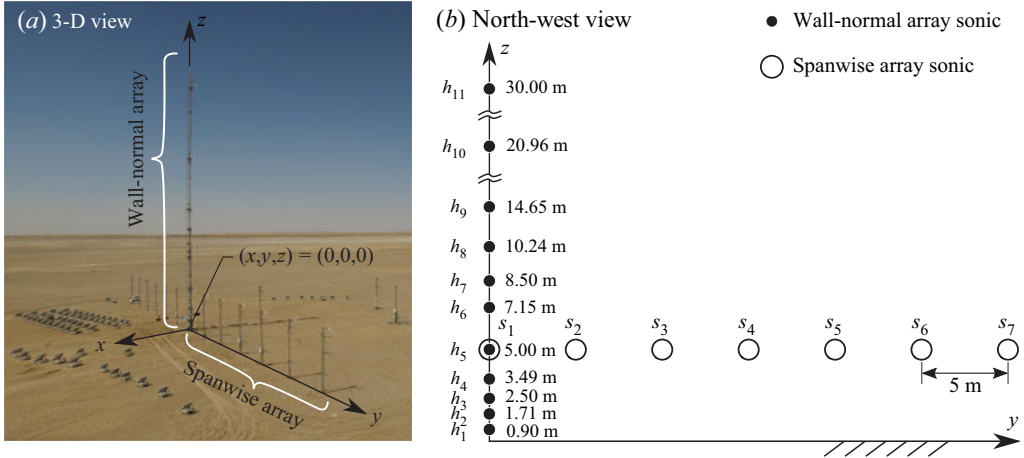 (a) 3-D view
z
Wall-normal array
(x,y,z) = (0,0,0)
x
Spanwise array
y
(b) North-west view
Wall-normal array sonic
Spanwise array sonic
z
h11 30.00 m
h10 20.96 m
h9 14.65 m
h8 10.24 m
h7 8.50 m
h6 7.15 m
s1 s2 s3 s4 s5 s6 s7
h5 5.00 m
h4 3.49 m
5 m
h3 2.50 m
h2 1.71 m
h1 0.90 m
y